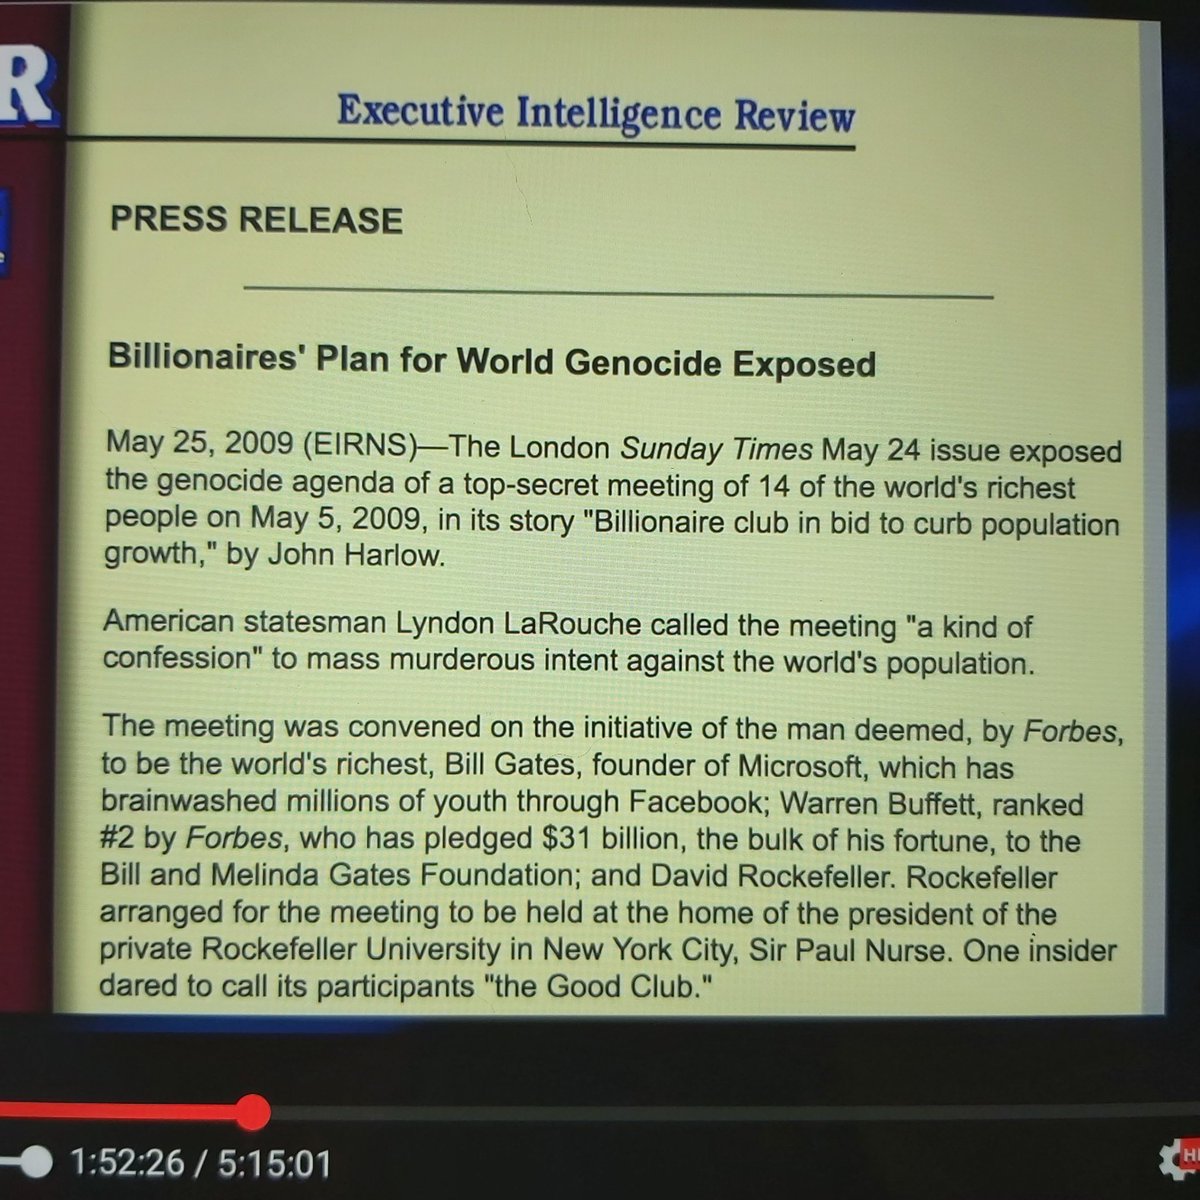 R
Executive Intelligence Review
PRESS RELEASE
Billionaires' Plan for World Genocide Exposed
May 25, 2009 (EIRNS)—The London Sunday Times May 24 issue exposed
the genocide agenda of a top-secret meeting of 14 of the world's richest
people on May 5, 2009, in its story "Billionaire club in bid to curb population
growth," by John Harlow.
American statesman Lyndon LaRouche called the meeting "a kind of
confession" to mass murderous intent against the world's population.
The meeting was convened on the initiative of the man deemed, by Forbes,
to be the world's richest, Bill Gates, founder of Microsoft, which has
brainwashed millions of youth through Facebook; Warren Buffett, ranked
#2 by Forbes, who has pledged $31 billion, the bulk of his fortune, to the
Bill and Melinda Gates Foundation; and David Rockefeller. Rockefeller
arranged for the meeting to be held at the home of the president of the
private Rockefeller University in New York City, Sir Paul Nurse. One insider
dared to call its participants "the Good Club."
1:52:26 / 5:15:01